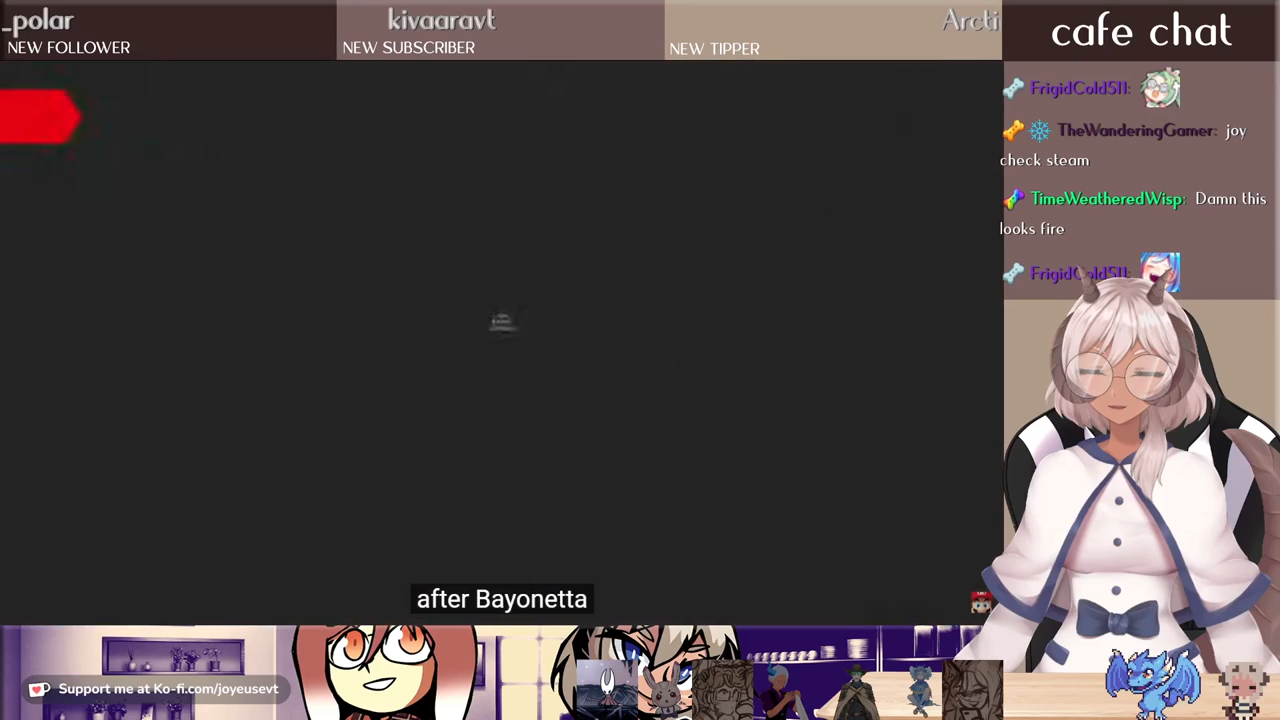 _polar
NEW FOLLOWER
kivaaravt
NEW SUBSCRIBER
Arcti
NEW TIPPER
cafe chat
FrigidCold511:
TheWanderingGamer: joy
check steam
TimeWeatheredWisp: Damn this
looks fire
FrigidCold511:
after Bayonetta
Support me at Ko-fi.com/joyeusevt